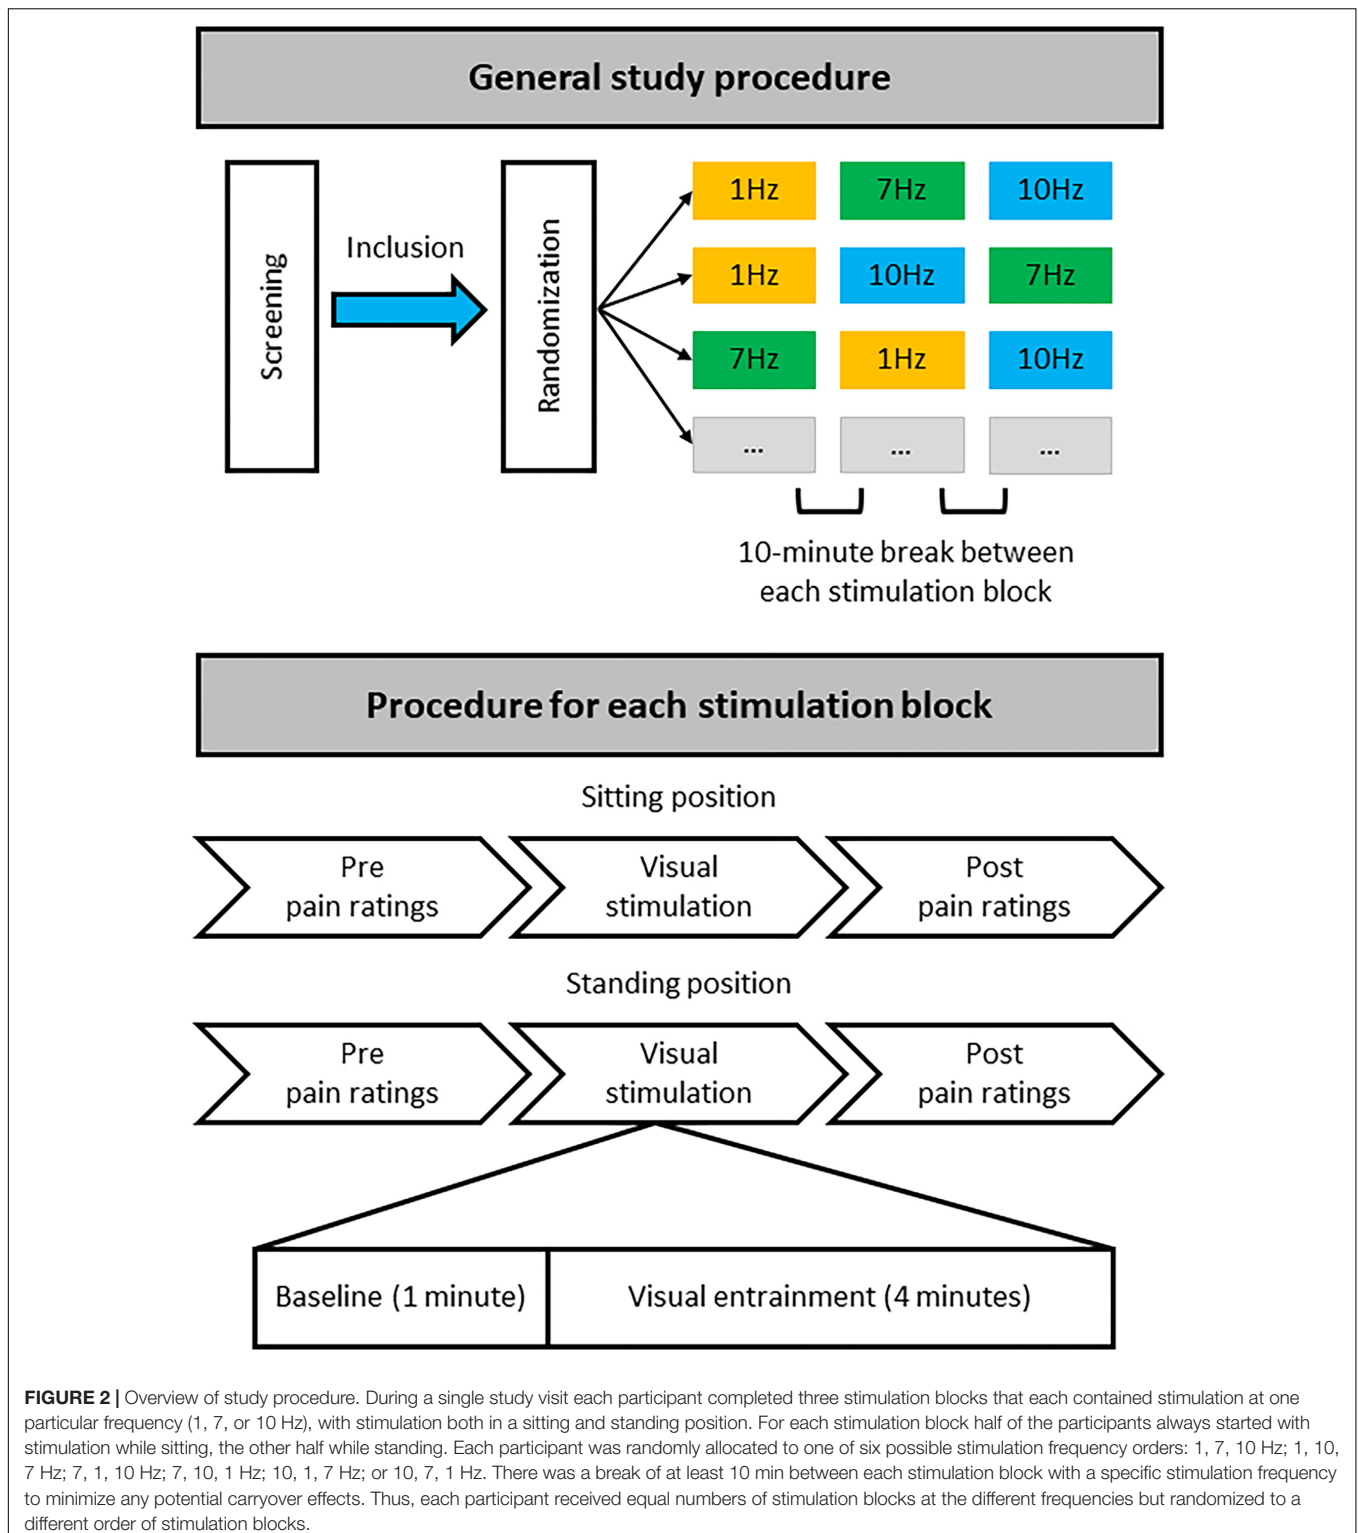 General study procedure
Screening
Inclusion
Randomization
1Hz 7Hz 10Hz
1Hz 10Hz 7Hz
7Hz 1Hz 10Hz
... ... ...
10-minute break between
each stimulation block
Procedure for each stimulation block
Sitting position
Pre
pain ratings
Visual
stimulation
Post
pain ratings
Standing position
Pre
pain ratings
Visual
stimulation
Post
pain ratings
Baseline (1 minute)
Visual entrainment (4 minutes)
FIGURE 2 | Overview of study procedure. During a single study visit each participant completed three stimulation blocks that each contained stimulation at one
particular frequency (1, 7, or 10 Hz), with stimulation both in a sitting and standing position. For each stimulation block half of the participants always started with
stimulation while sitting, the other half while standing. Each participant was randomly allocated to one of six possible stimulation frequency orders: 1, 7, 10 Hz; 1, 10,
7 Hz; 7, 1, 10 Hz; 7, 10, 1 Hz; 10, 1, 7 Hz; or 10, 7, 1 Hz. There was a break of at least 10 min between each stimulation block with a specific stimulation frequency
to minimize any potential carryover effects. Thus, each participant received equal numbers of stimulation blocks at the different frequencies but randomized to a
different order of stimulation blocks.